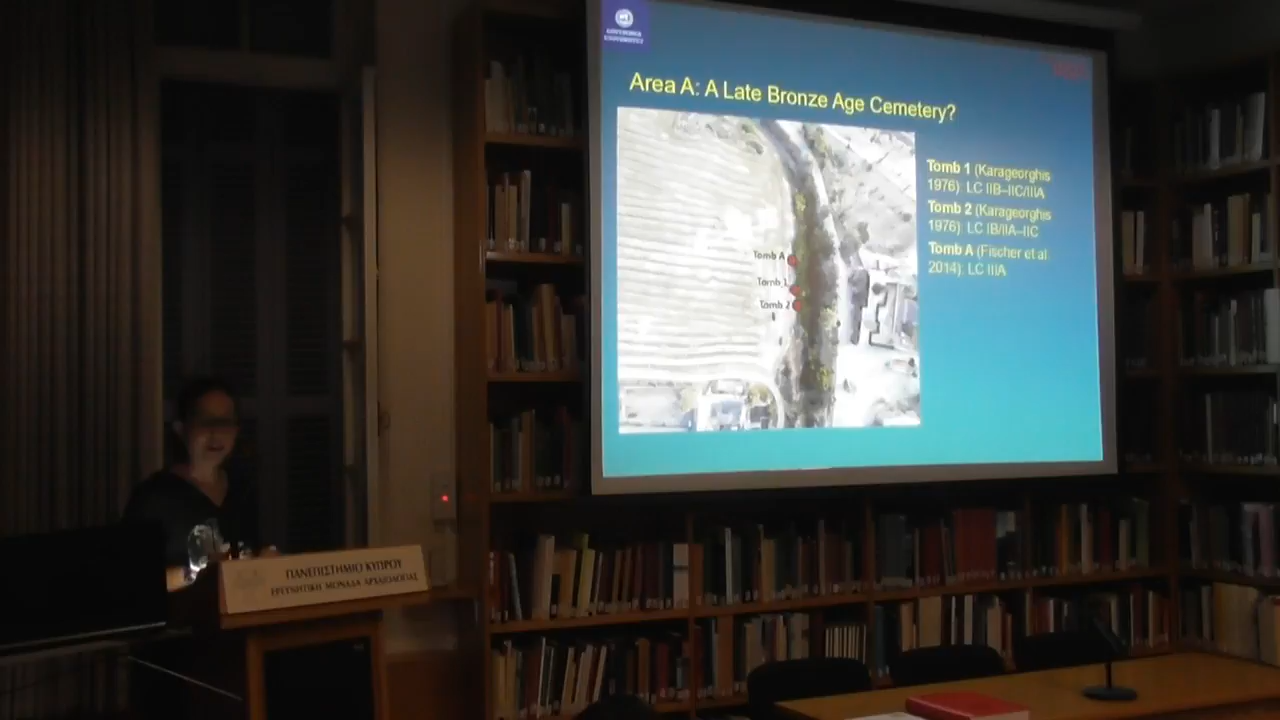 Area A: A Late Bronze Age Cemetery?
Tomb 1 (Karageorghis
1976): LC IIB–IIC/IIIA
Tomb 2 (Karageorghis
1976): LC IB/IIA–IIC
Tomb A (Fischer et al.
2014): LC IIIA
Tomb A
Tomb 1
Tomb 2
ΠΑΝΕΠΙΣΤΗΜΙΟ ΚΥΠΡΟΥ
ΕΡΕΥΝΗΤΙΚΗ ΜΟΝΑΔΑ ΑΡΧΑΙΟΛΟΓΙΑΣ